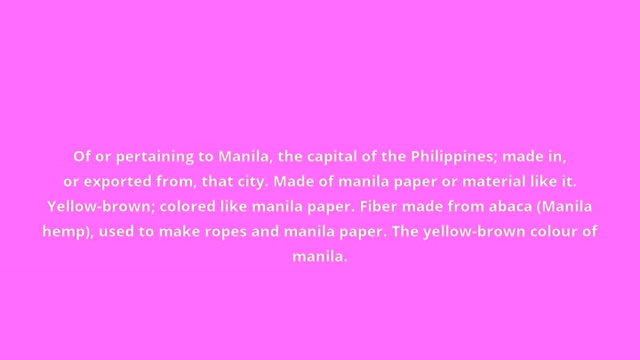 Of or pertaining to Manila, the capital of the Philippines; made in,
or exported from, that city. Made of manila paper or material like it.
Yellow-brown; colored like manila paper. Fiber made from abaca (Manila
hemp), used to make ropes and manila paper. The yellow-brown colour of
manila.